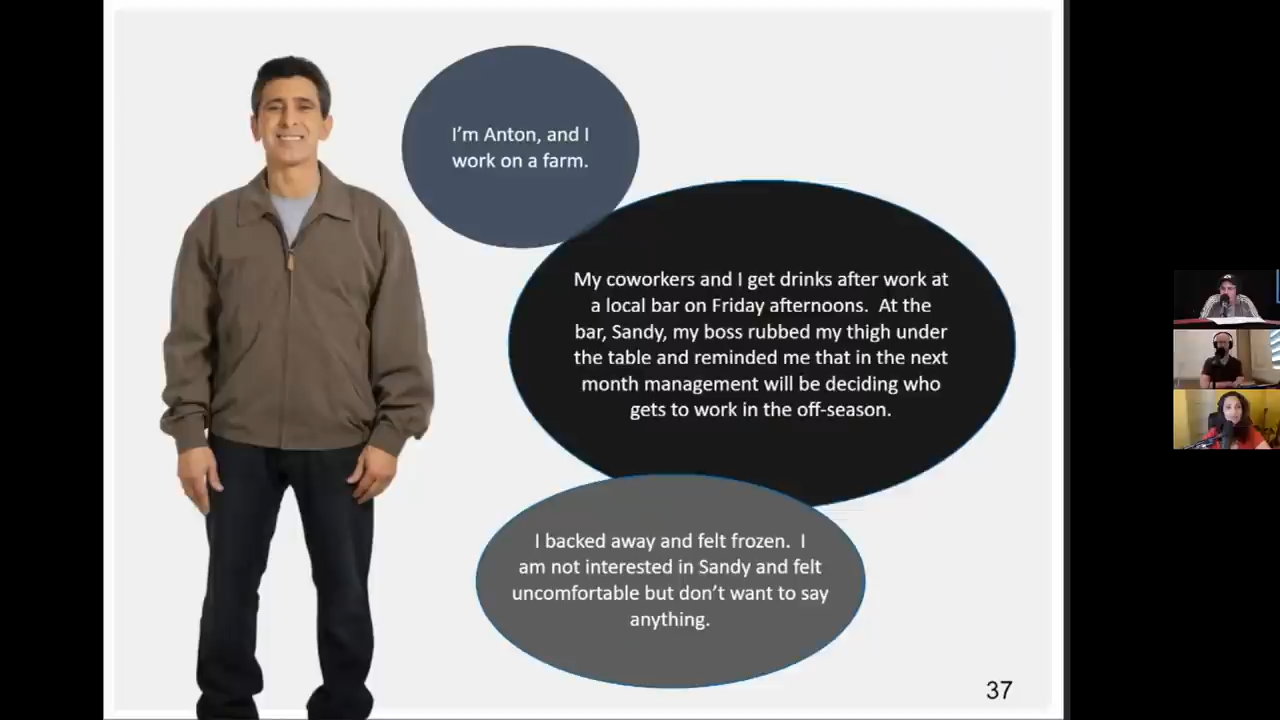 I’m Anton, and I
work on a farm.
My coworkers and I get drinks after work at
a local bar on Friday afternoons.  At the
bar, Sandy, my boss rubbed my thigh under
the table and reminded me that in the next
month management will be deciding who
gets to work in the off-season.
I backed away and felt frozen.  I
am not interested in Sandy and felt
uncomfortable but don’t want to say
anything.
37